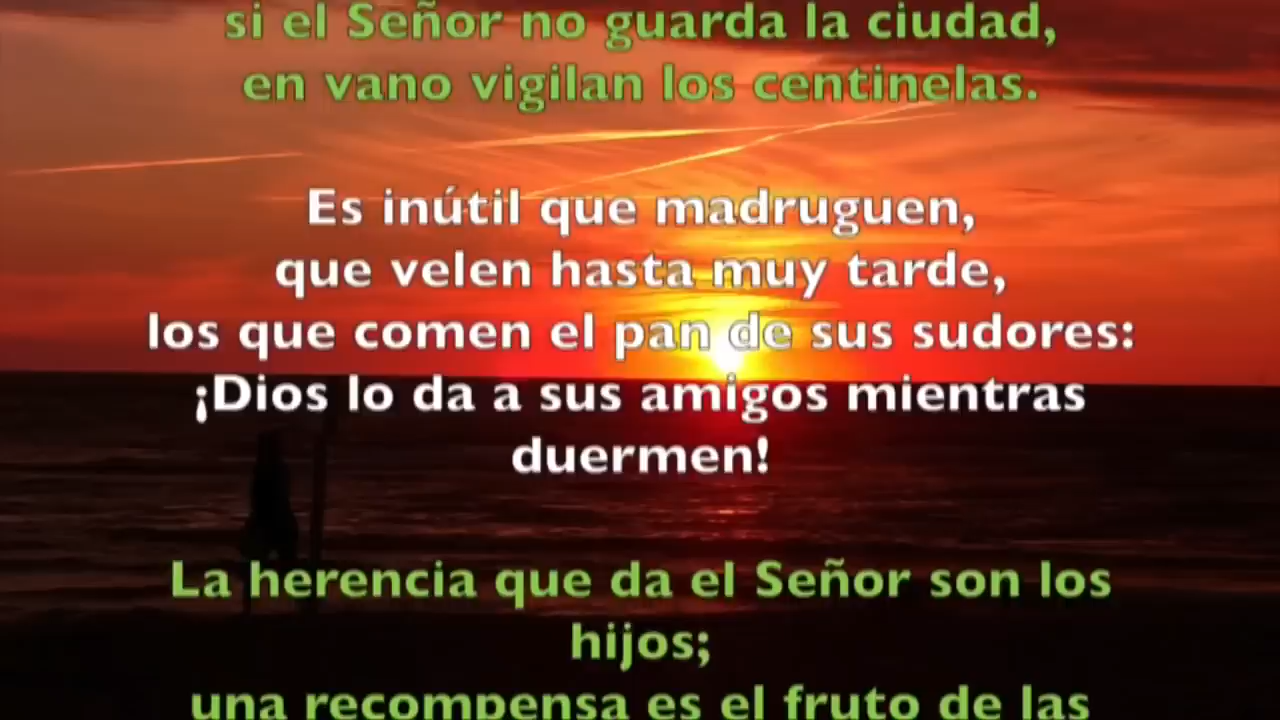 si el Señor no guarda la ciudad,
en vano vigilan los centinelas.
Es inútil que madruguen,
que velen hasta muy tarde,
los que comen el pan de sus sudores:
¡Dios lo da a sus amigos mientras
duermen!
La herencia que da el Señor son los
hijos;
una recompensa es el fruto de las